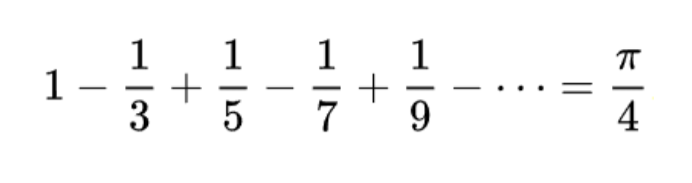 1 − 1/3 + 1/5 − 1/7 + 1/9 − ⋯ = π/4